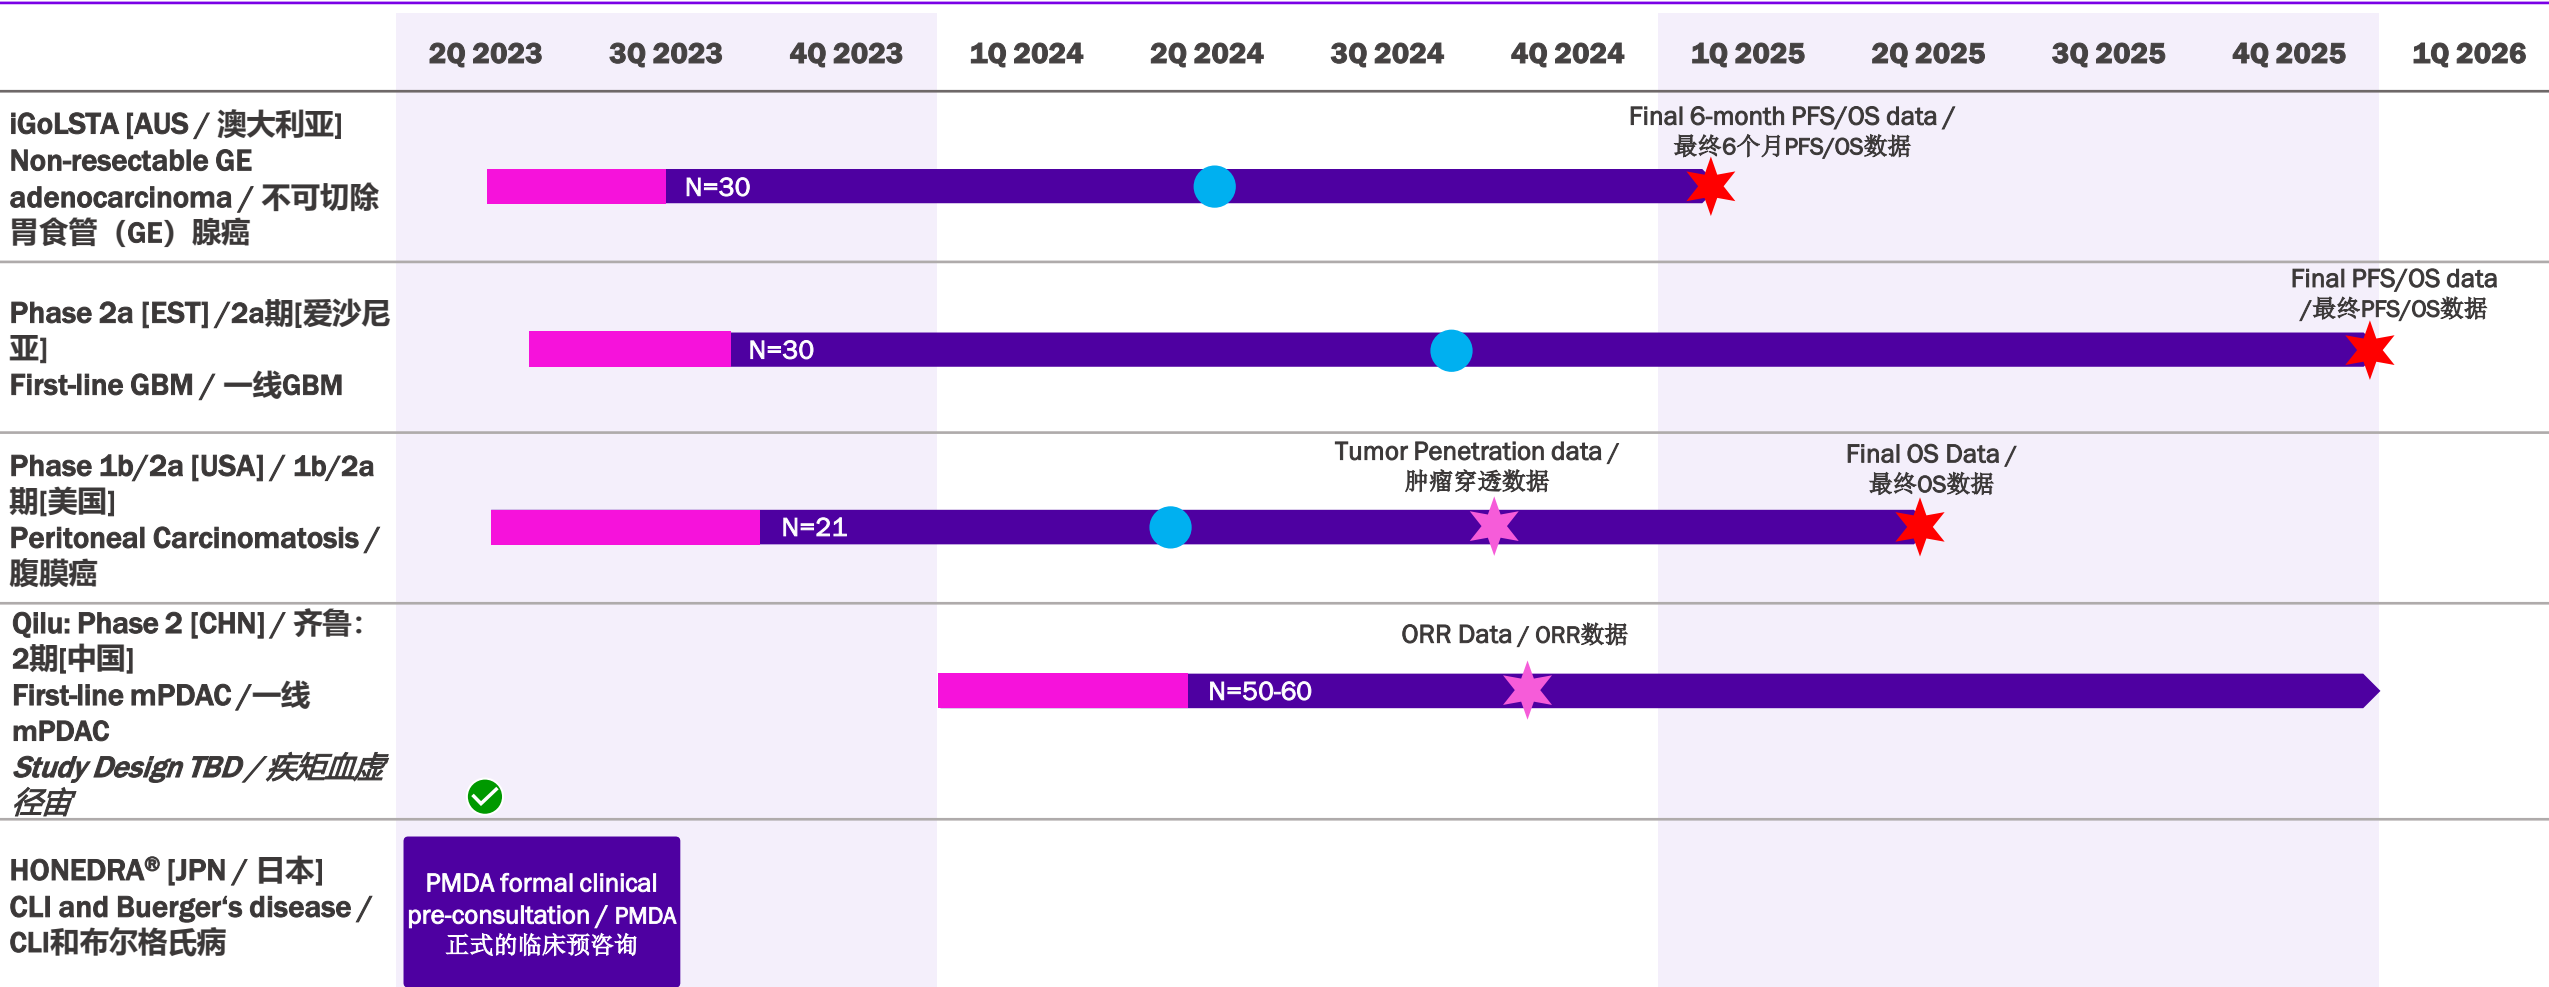 2Q 2023 3Q 2023 4Q 2023 1Q 2024 2Q 2024 3Q 2024 4Q 2024 1Q 2025 2Q 2025 3Q 2025 4Q 2025 1Q 2026
iGoLSTA [AUS / 澳大利亚]
Non-resectable GE
adenocarcinoma / 不可切除
胃食管（GE）腺癌
Final 6-month PFS/OS data /
最终6个月PFS/OS数据
N=30
Phase 2a [EST] /2a期[爱沙尼
亚]
First-line GBM / 一线GBM
Final PFS/OS data
/最终PFS/OS数据
N=30
Phase 1b/2a [USA] / 1b/2a
期[美国]
Peritoneal Carcinomatosis /
腹膜癌
Tumor Penetration data /
肿瘤穿透数据
Final OS Data /
最终OS数据
N=21
Qilu: Phase 2 [CHN] / 齐鲁：
2期[中国]
First-line mPDAC /一线
mPDAC
Study Design TBD / 疾矩血虚
径宙
ORR Data / ORR数据
N=50-60
HONEDRA® [JPN / 日本]
CLI and Buerger‘s disease /
CLI和布尔格氏病
PMDA formal clinical
pre-consultation / PMDA
正式的临床预咨询